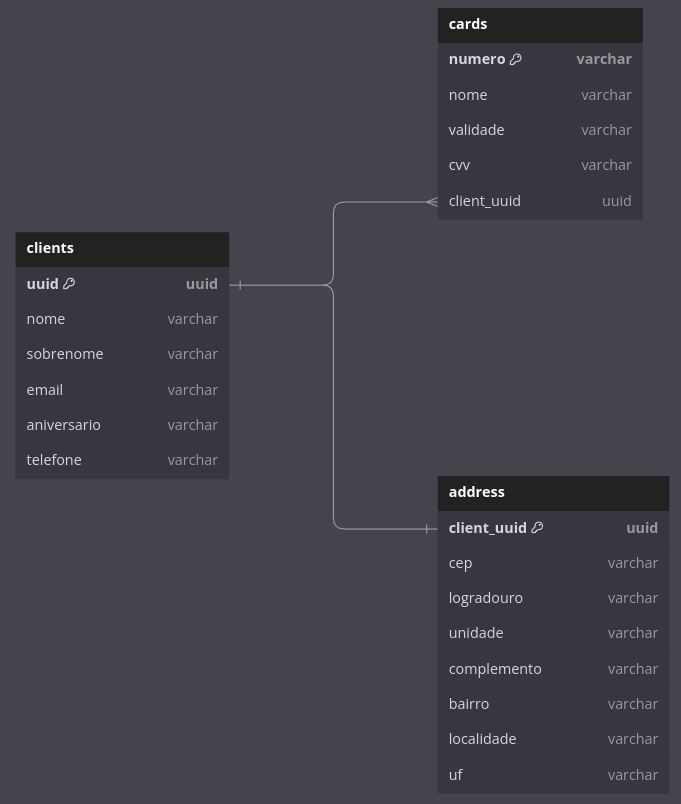 cards
numero varchar
nome varchar
validade varchar
cvv varchar
client_uuid uuid
clients
uuid uuid
nome varchar
sobrenome varchar
email varchar
aniversario varchar
telefone varchar
address
client_uuid uuid
cep varchar
logradouro varchar
unidade varchar
complemento varchar
bairro varchar
localidade varchar
uf varchar